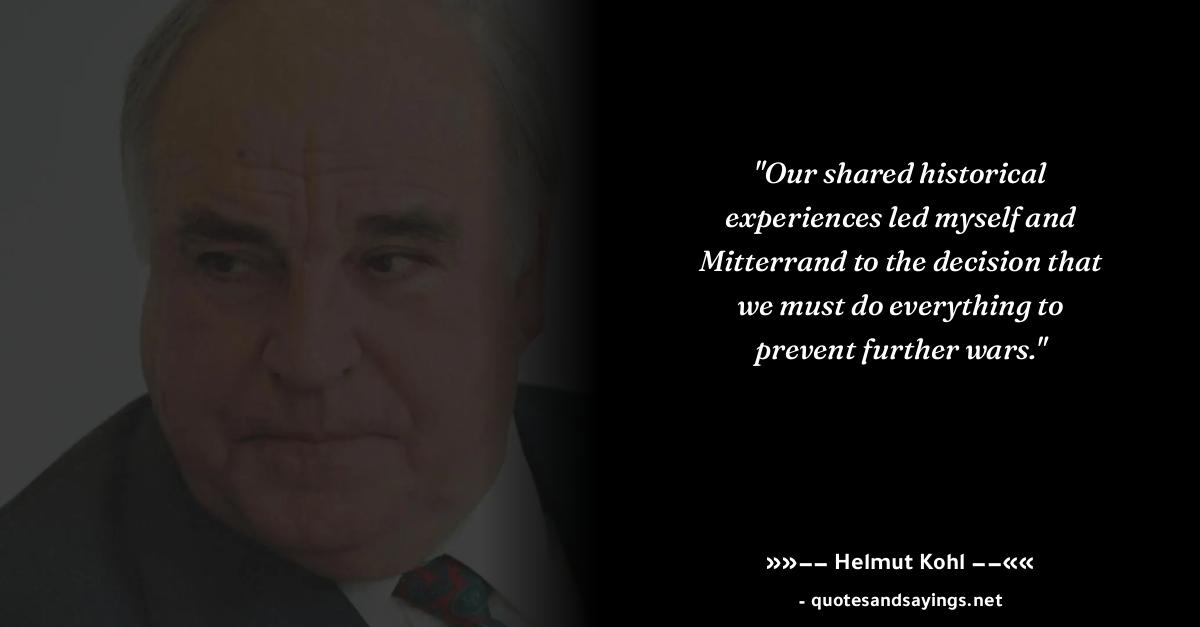 "Our shared historical
experiences led myself and
Mitterrand to the decision that
we must do everything to
prevent further wars."
»»−− Helmut Kohl −−««
- quotesandsayings.net